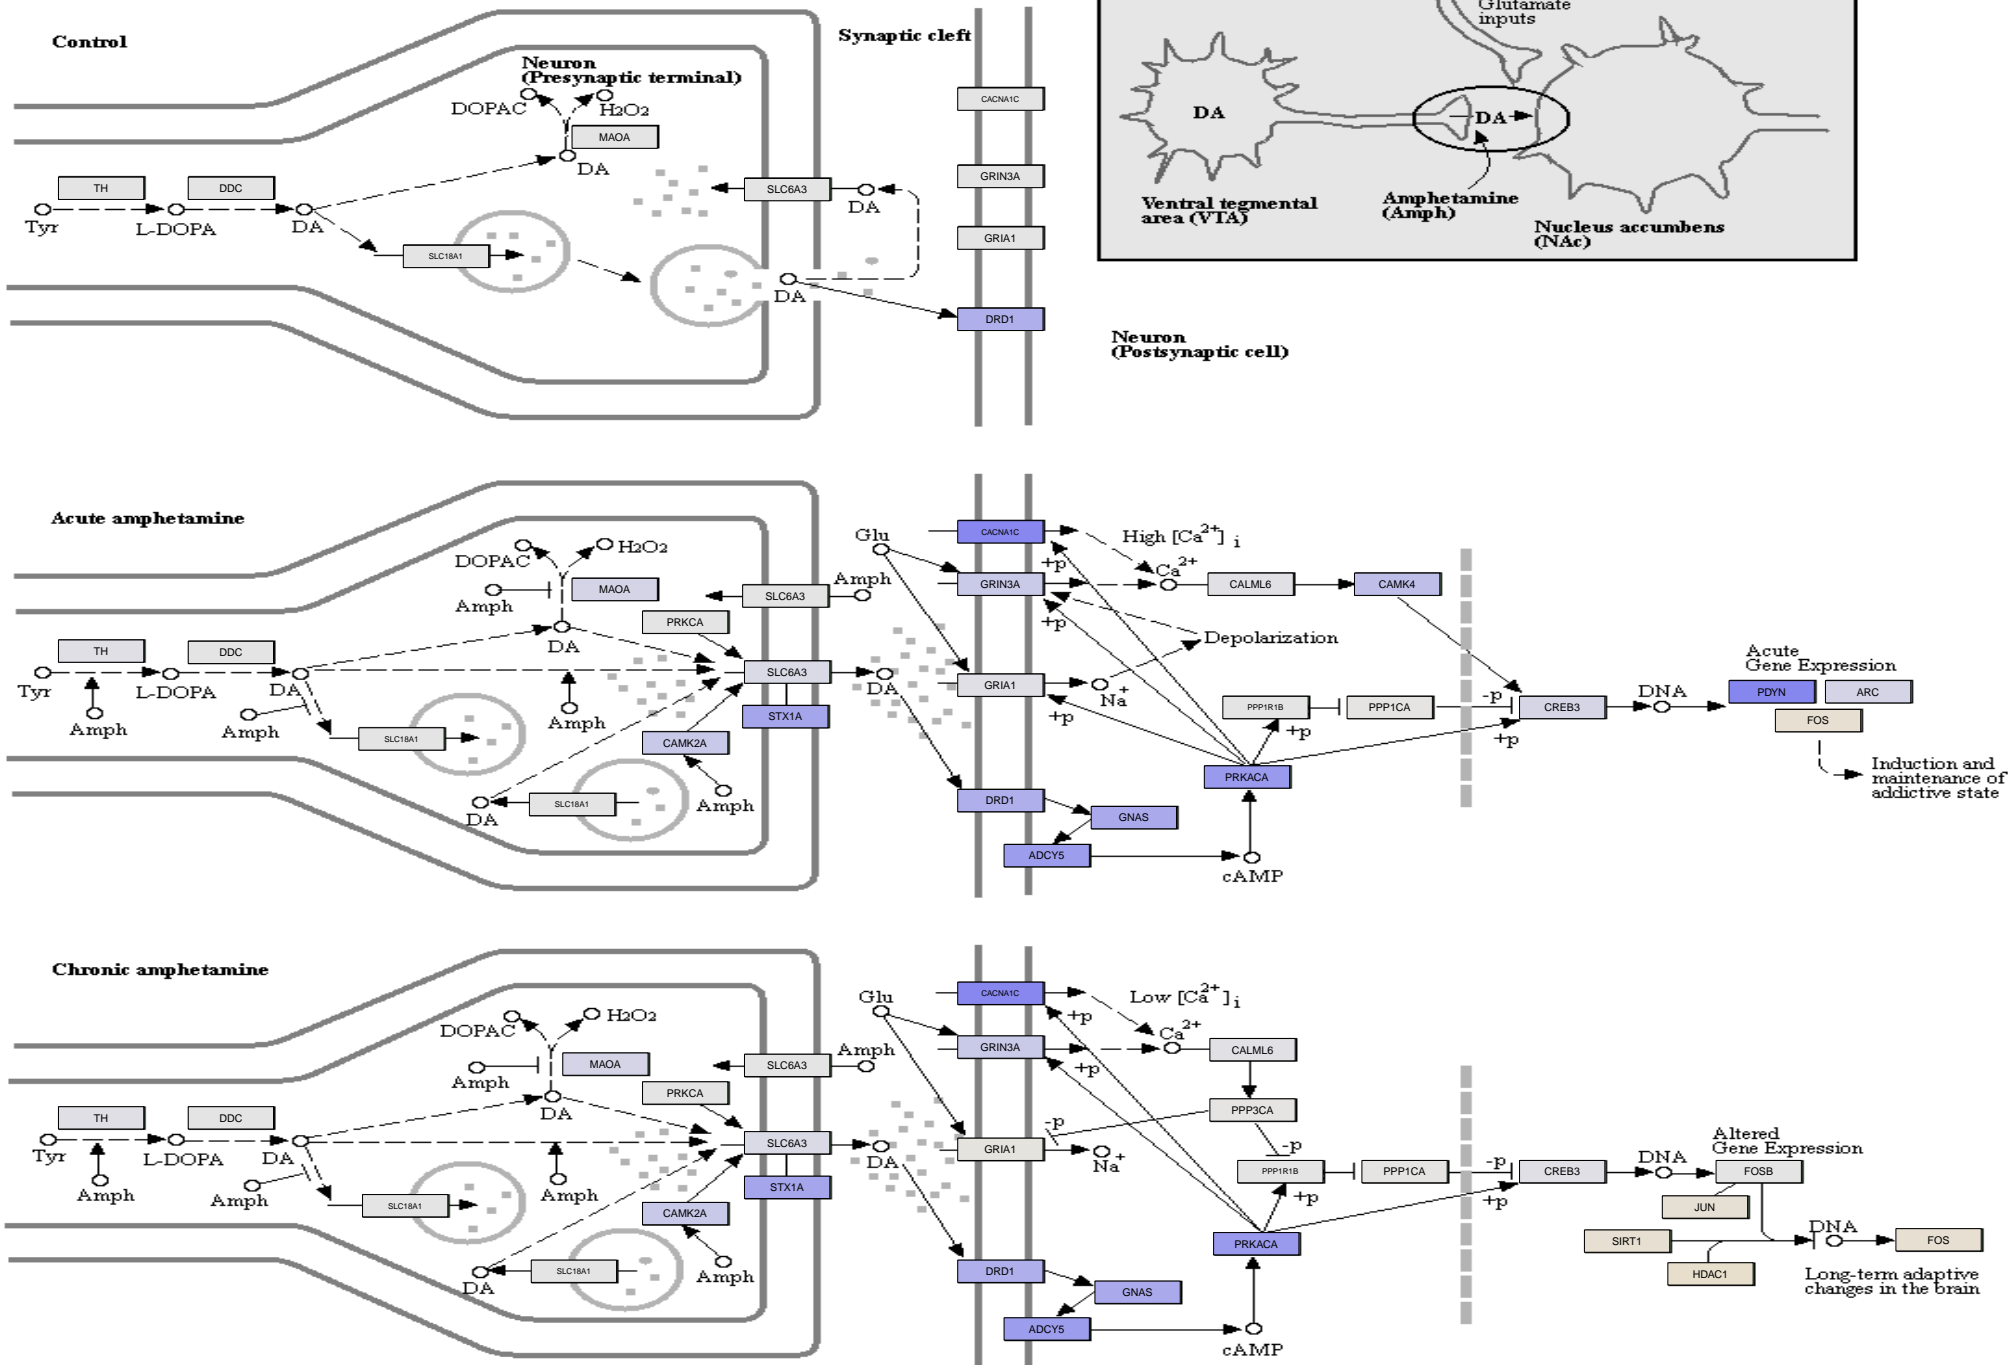 Control
Synaptic cleft
Neuron
(Presynaptic terminal)
DOPAC
H2O2
MAOA
DA
CACNA1C
TH
DDC
SLC6A3
GRIN3A
Tyr
L-DOPA
DA
DA
SLC18A1
GRIA1
DA
DRD1
Glutamate
inputs
DA
DA
Ventral tegmental
area (VTA)
Amphetamine
(Amph)
Nucleus accumbens
(NAc)
Neuron
(Postsynaptic cell)
Acute amphetamine
DOPAC
H2O2
Amph
MAOA
SLC6A3
Amph
PRKCA
DA
TH
DDC
SLC6A3
DA
Tyr
L-DOPA
DA
Amph
Amph
Amph
STX1A
SLC18A1
CAMK2A
Amph
SLC18A1
DA
Glu
CACNA1C
High [Ca2+] i
+p
Ca2+
GRIN3A
CALML6
CAMK4
+p
Depolarization
GRIA1
Na+
+p
PPP1R1B
PPP1CA
-p
CREB3
DNA
+p
+p
Acute
Gene Expression
PDYN
ARC
FOS
Induction and
maintenance of
addictive state
PRKACA
DRD1
GNAS
ADCY5
cAMP
Chronic amphetamine
DOPAC
H2O2
Amph
MAOA
SLC6A3
Amph
PRKCA
DA
TH
DDC
SLC6A3
DA
Tyr
L-DOPA
DA
Amph
Amph
Amph
STX1A
SLC18A1
CAMK2A
Amph
SLC18A1
DA
Glu
CACNA1C
Low [Ca2+] i
+p
Ca2+
GRIN3A
CALML6
+p
PPP3CA
-p
-p
GRIA1
Na+
PPP1R1B
PPP1CA
-p
CREB3
DNA
+p
+p
Altered
Gene Expression
FOSB
JUN
SIRT1
DNA
FOS
HDAC1
Long-term adaptive
changes in the brain
PRKACA
DRD1
GNAS
ADCY5
cAMP